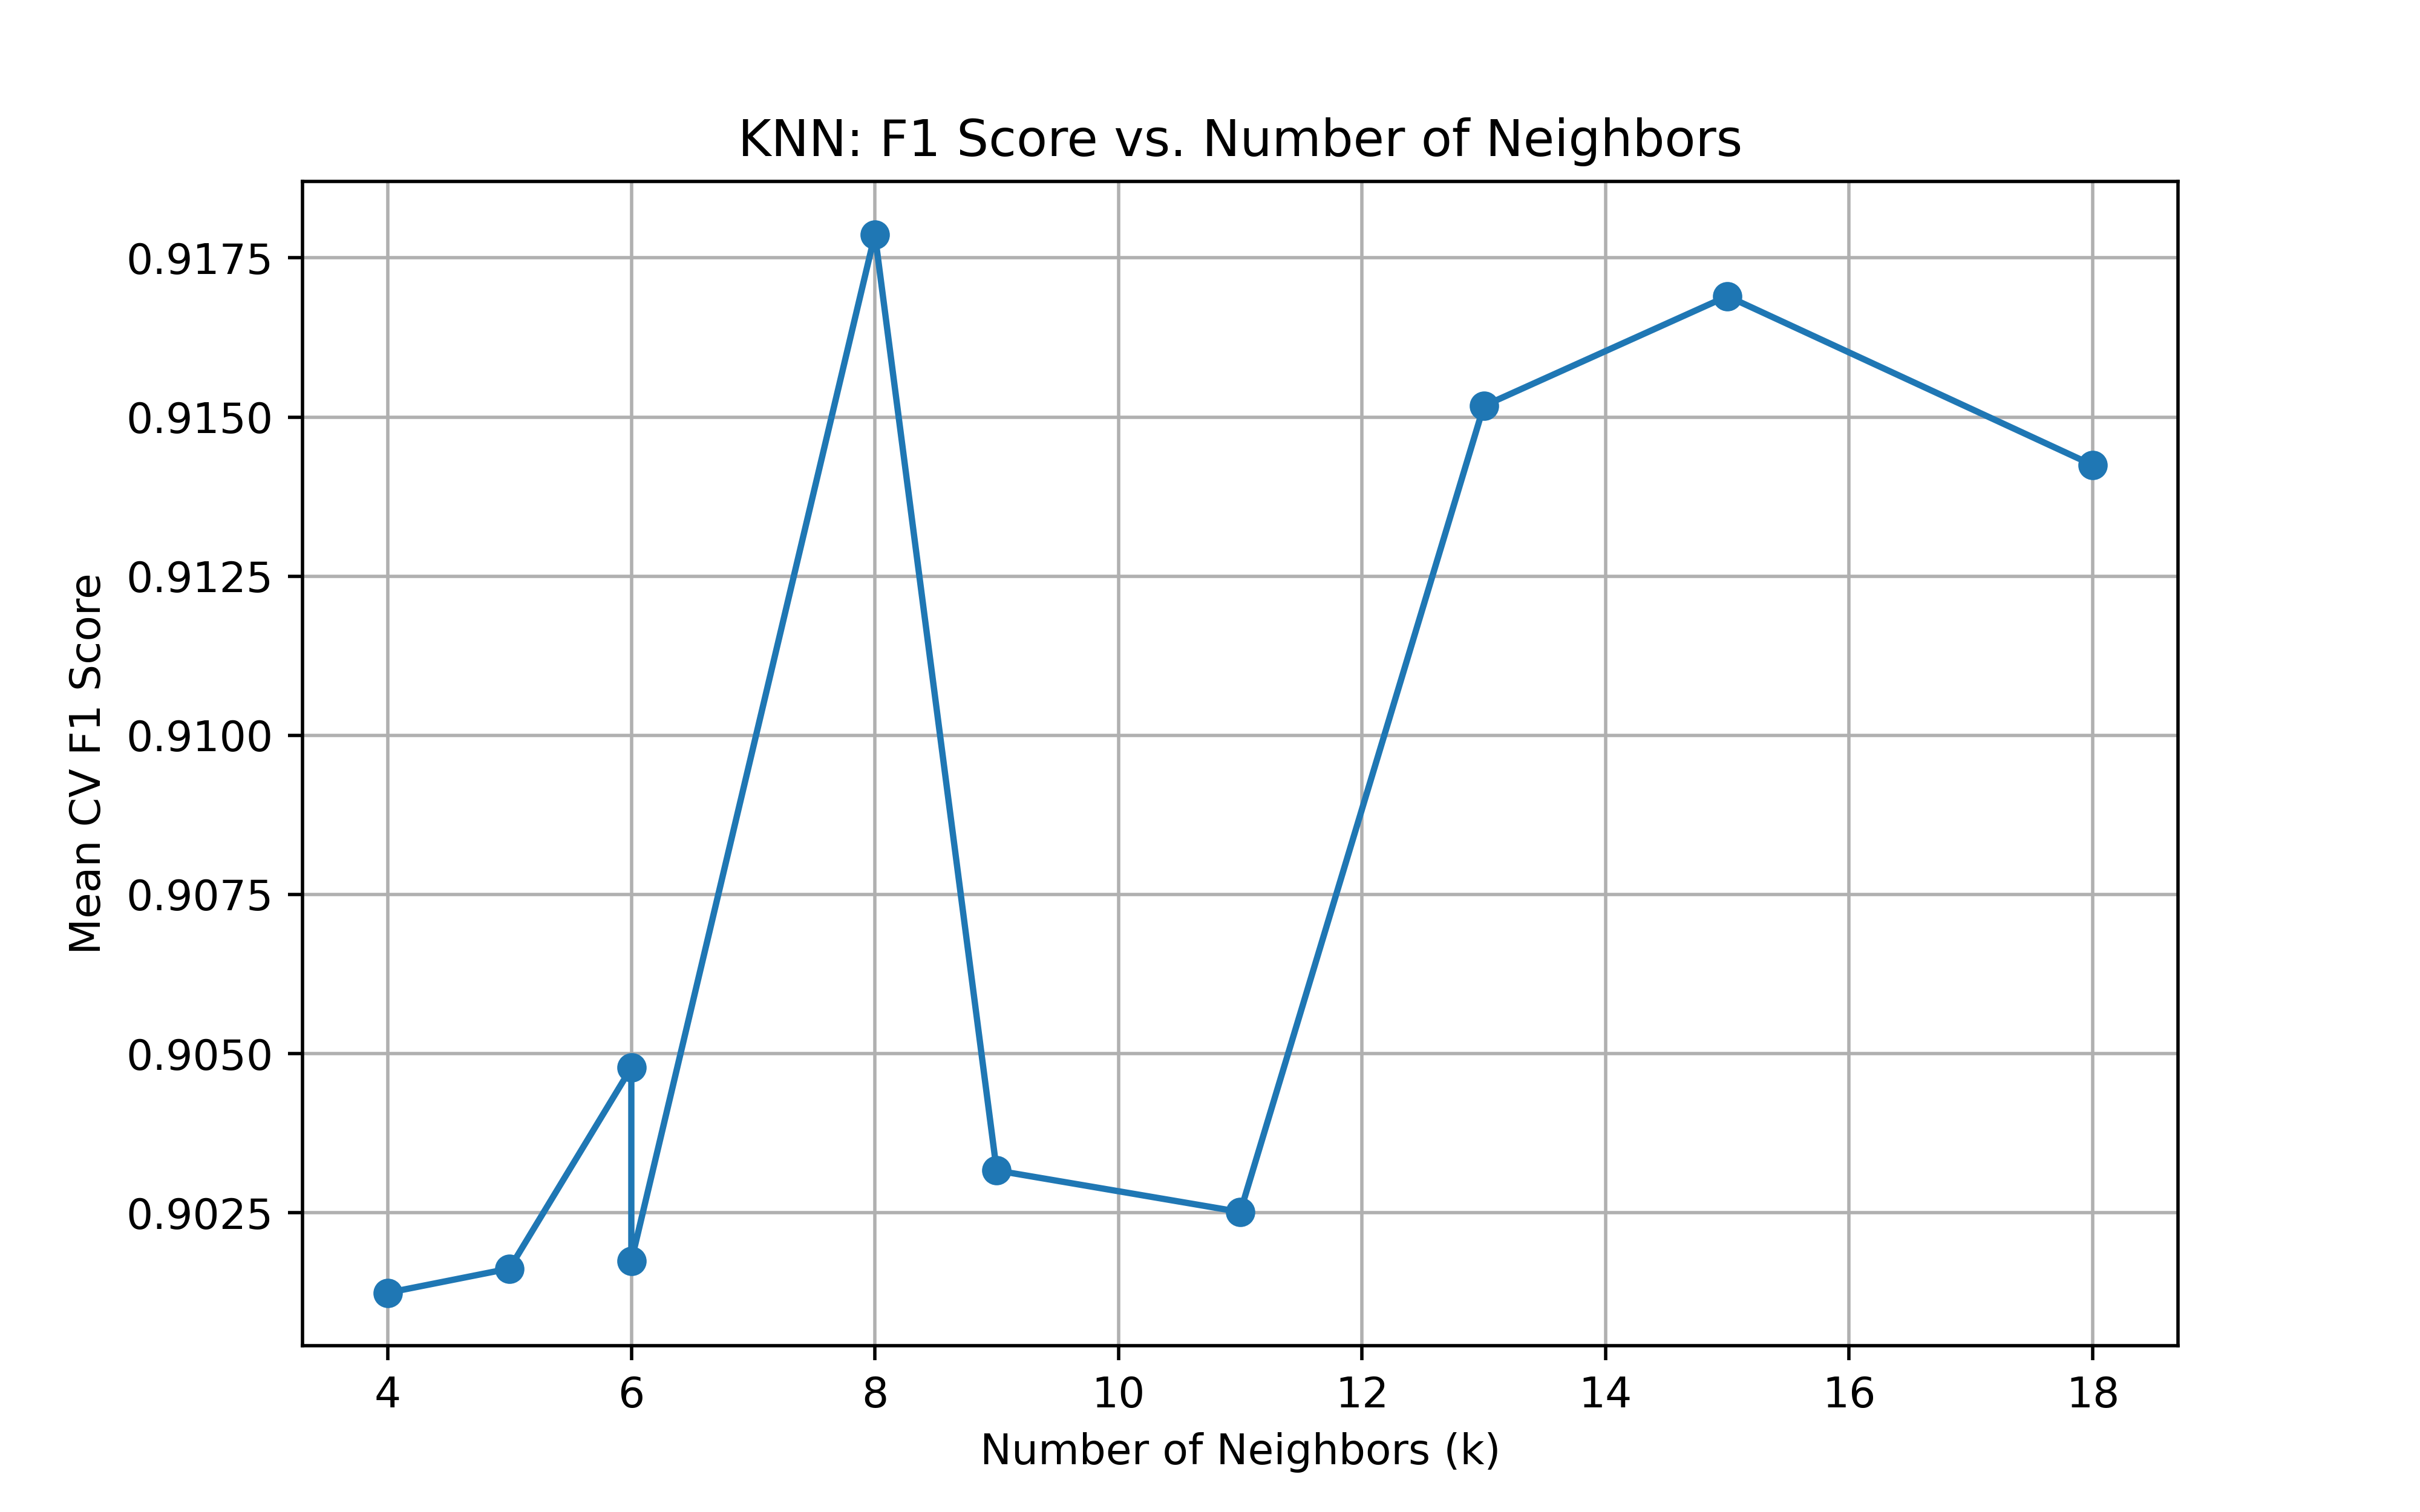 KNN: F1 Score vs. Number of Neighbors
Mean CV F1 Score
0.9175
0.9150
0.9125
0.9100
0.9075
0.9050
0.9025
4 6 8 10 12 14 16 18
Number of Neighbors (k)